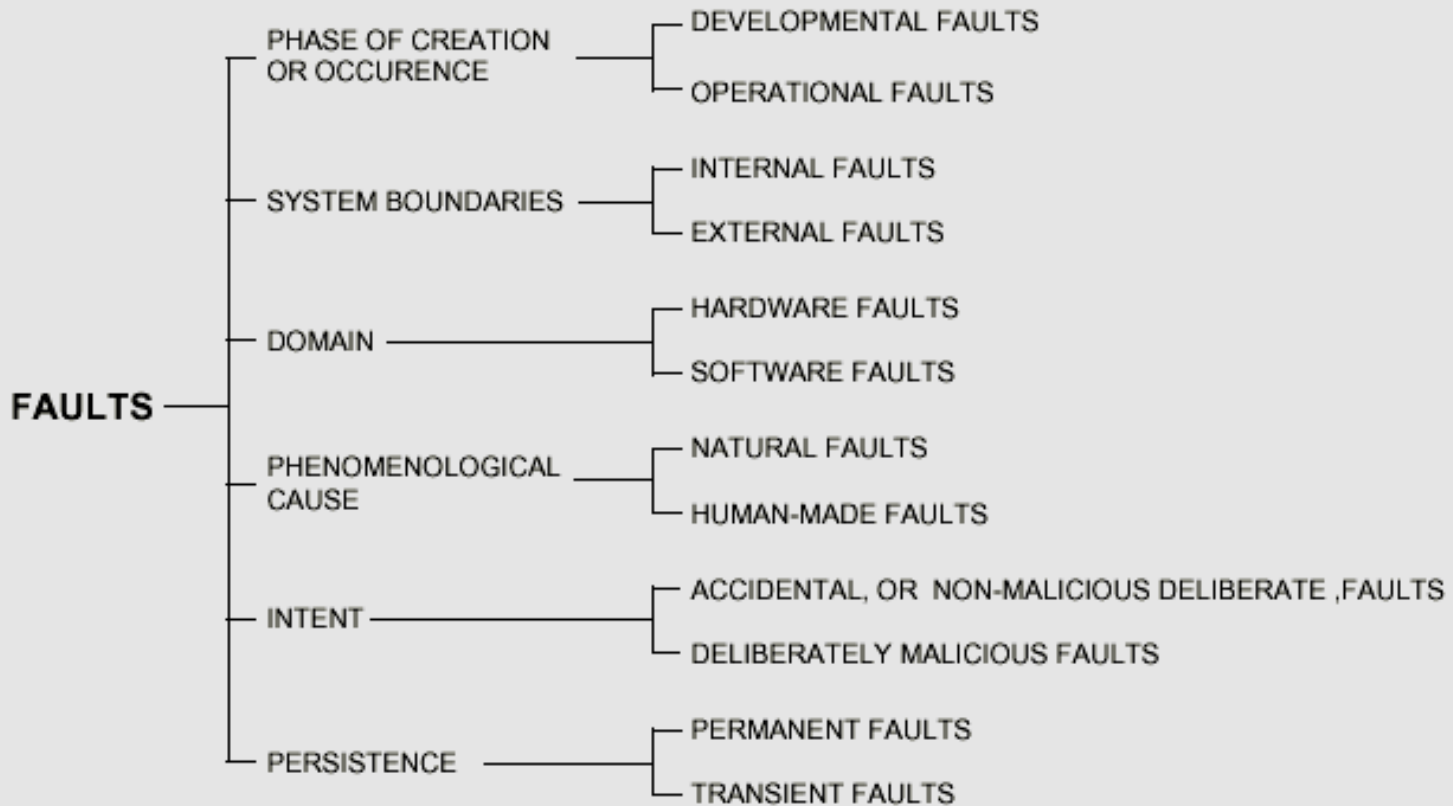 DEVELOPMENTAL FAULTS
PHASE OF CREATION
OR OCCURENCE
OPERATIONAL FAULTS
INTERNAL FAULTS
SYSTEM BOUNDARIES
EXTERNAL FAULTS
HARDWARE FAULTS
DOMAIN
SOFTWARE FAULTS
FAULTS
NATURAL FAULTS
PHENOMENOLOGICAL
CAUSE
HUMAN-MADE FAULTS
ACCIDENTAL, OR NON-MALICIOUS DELIBERATE ,FAULTS
INTENT
DELIBERATELY MALICIOUS FAULTS
PERMANENT FAULTS
PERSISTENCE
TRANSIENT FAULTS